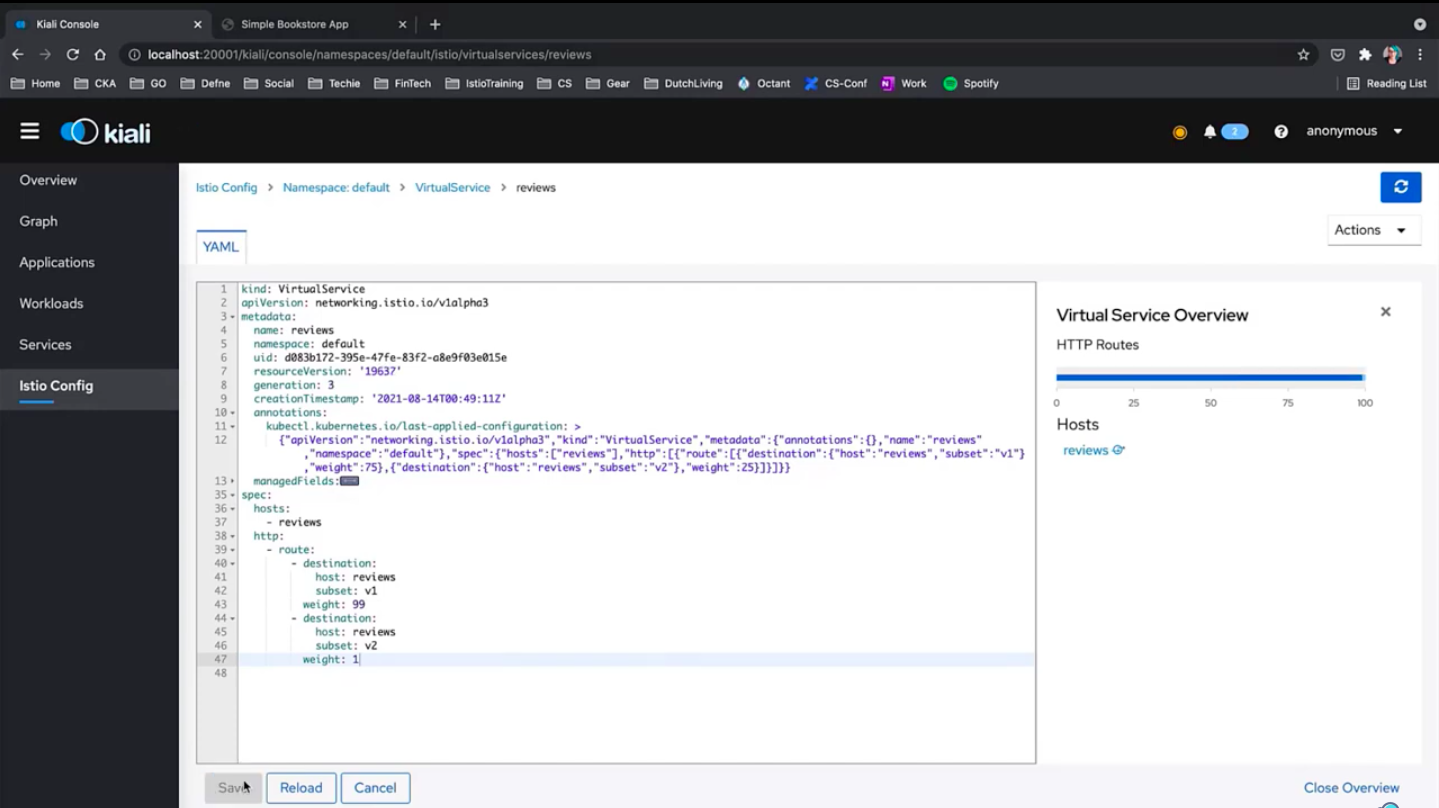 Kiali Console
Simple Bookstore App
localhost:20001/kiali/console/namespaces/default/istio/virtualservices/reviews
Home CKA GO Defne Social Techie FinTech IstioTraining CS Gear DutchLiving Octant CS-Conf Work Spotify Reading List
kiali 2 anonymous
Overview
Graph
Applications
Workloads
Services
Istio Config
Istio Config > Namespace: default > VirtualService > reviews
Actions
YAML
1 kind: VirtualService
2 apiVersion: networking.istio.io/v1alpha3
3 metadata:
4 name: reviews
5 namespace: default
6 uid: d083b172-395e-47fe-83f2-a8e9f03e015e
7 resourceVersion: '19637'
8 generation: 3
9 creationTimestamp: '2021-08-14T00:49:11Z'
10 annotations:
11 kubectl.kubernetes.io/last-applied-configuration: >
12 {"apiVersion":"networking.istio.io/v1alpha3","kind":"VirtualService","metadata":{"annotations":{},"name":"reviews"
,"namespace":"default"},"spec":{"hosts":["reviews"],"http":[{"route":[{"destination":{"host":"reviews","subset":"v1"}
,"weight":75},{"destination":{"host":"reviews","subset":"v2"},"weight":25}]}]}}
13 managedFields:
35 spec:
36 hosts:
37 - reviews
38 http:
39 - route:
40 - destination:
41 host: reviews
42 subset: v1
43 weight: 99
44 - destination:
45 host: reviews
46 subset: v2
47 weight: 1
48
Virtual Service Overview
HTTP Routes
0 25 50 75 100
Hosts
reviews
Save Reload Cancel
Close Overview